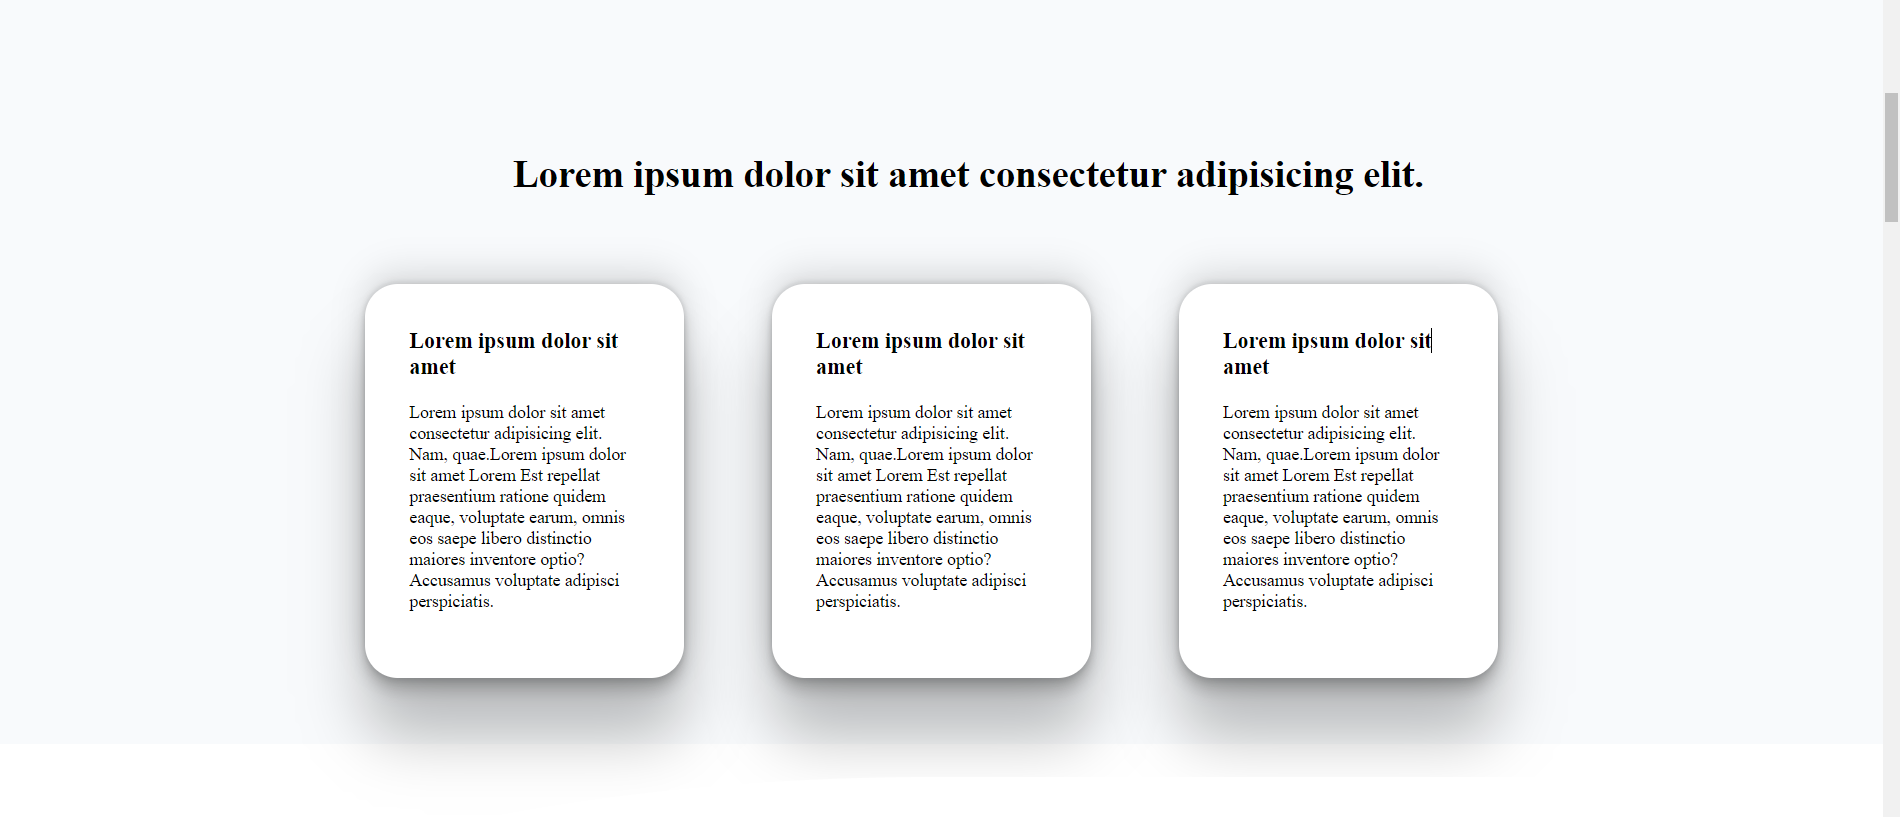 Lorem ipsum dolor sit amet consectetur adipisicing elit.
Lorem ipsum dolor sit
amet
Lorem ipsum dolor sit amet
consectetur adipisicing elit.
Nam, quae.Lorem ipsum dolor
sit amet Lorem Est repellat
praesentium ratione quidem
eaque, voluptate earum, omnis
eos saepe libero distinctio
maiores inventore optio?
Accusamus voluptate adipisci
perspiciatis.
Lorem ipsum dolor sit
amet
Lorem ipsum dolor sit amet
consectetur adipisicing elit.
Nam, quae.Lorem ipsum dolor
sit amet Lorem Est repellat
praesentium ratione quidem
eaque, voluptate earum, omnis
eos saepe libero distinctio
maiores inventore optio?
Accusamus voluptate adipisci
perspiciatis.
Lorem ipsum dolor sit
amet
Lorem ipsum dolor sit amet
consectetur adipisicing elit.
Nam, quae.Lorem ipsum dolor
sit amet Lorem Est repellat
praesentium ratione quidem
eaque, voluptate earum, omnis
eos saepe libero distinctio
maiores inventore optio?
Accusamus voluptate adipisci
perspiciatis.